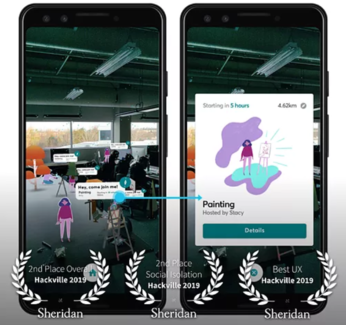 Hey, come join me!
Painting
Starting in 5 hours
4.62km
Painting
Hosted by Stacy
Details
2nd Place Overall
Hackville 2019
Sheridan
2nd Place
Social Isolation
Hackville 2019
Sheridan
Best UX
Hackville 2019
Sheridan